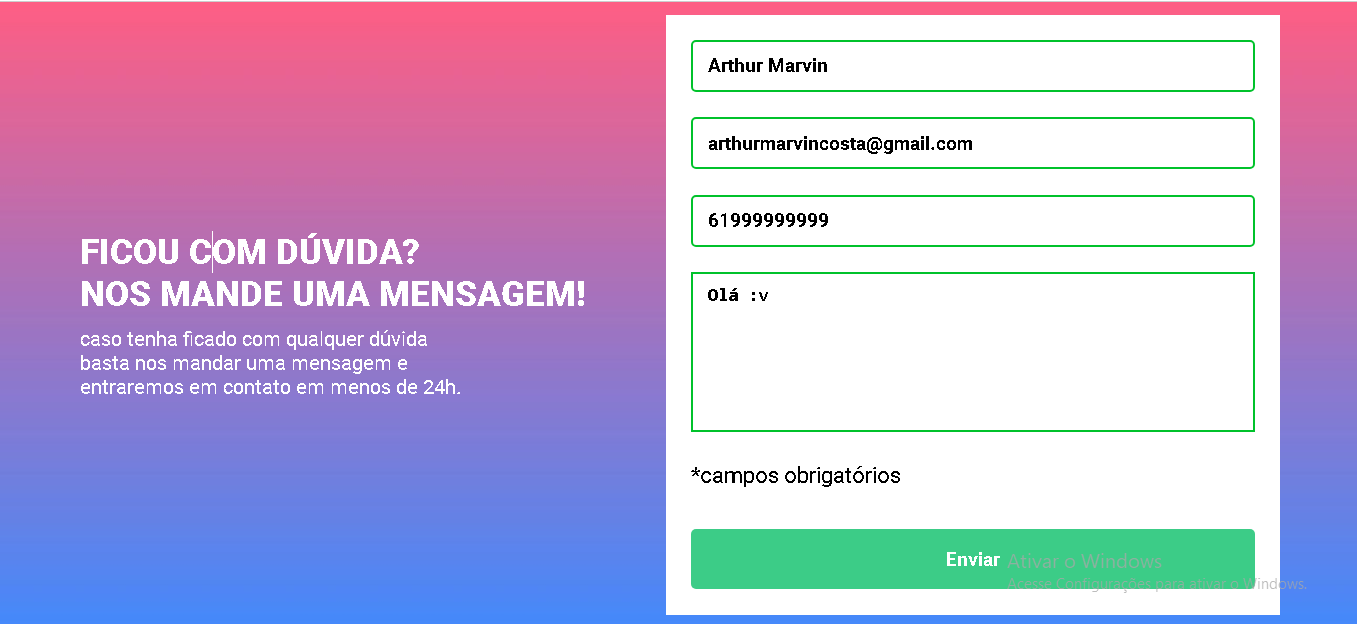 FICOU COM DÚVIDA?
NOS MANDE UMA MENSAGEM!
caso tenha ficado com qualquer dúvida
basta nos mandar uma mensagem e
entraremos em contato em menos de 24h.
Arthur Marvin
arthurmarvincosta@gmail.com
61999999999
Olá :v
*campos obrigatórios
Enviar
Ativar o Windows
Acesse Configurações para ativar o Windows.